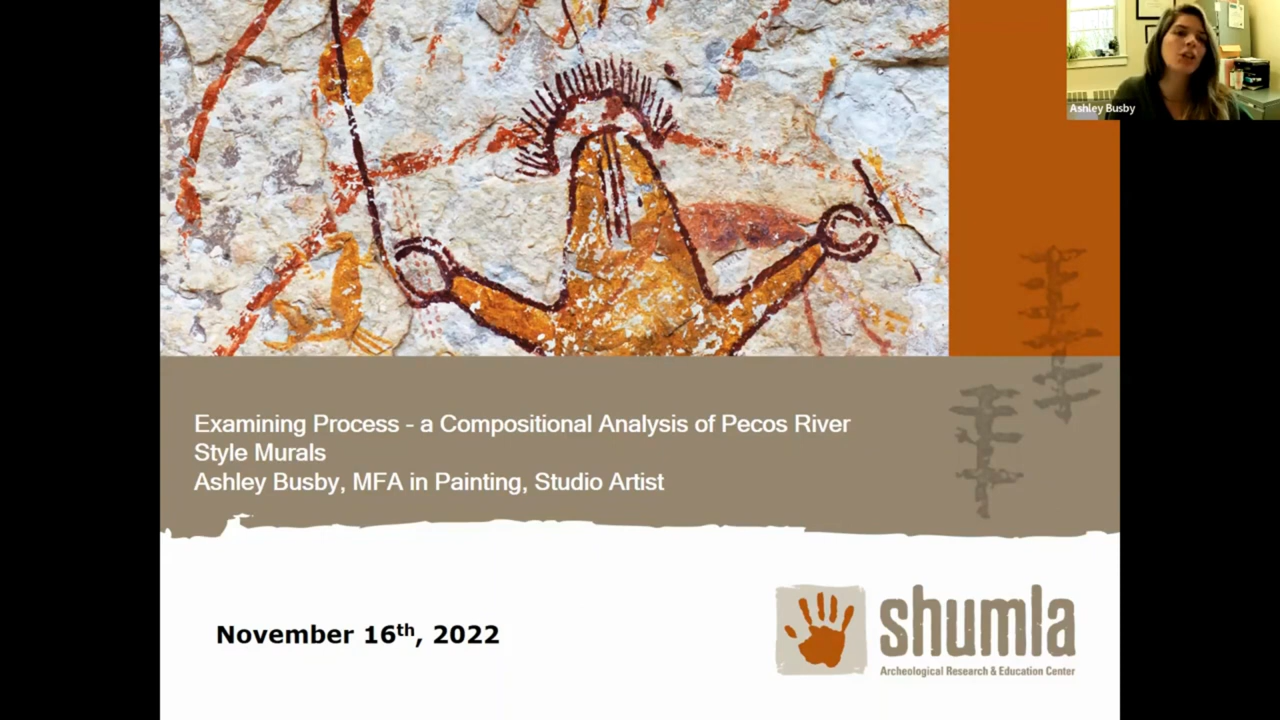 Ashley Busby
Examining Process - a Compositional Analysis of Pecos River
Style Murals
Ashley Busby, MFA in Painting, Studio Artist
November 16th, 2022
shumla
Archeological Research & Education Center